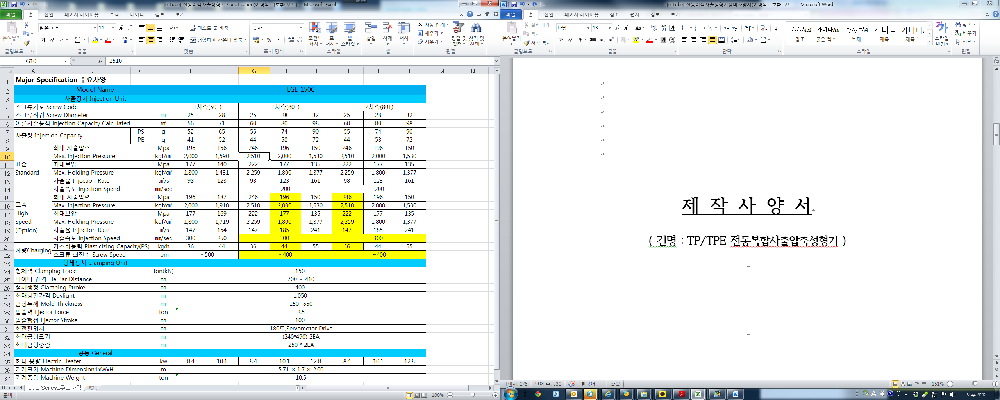 [e-Tube] 전동이색사출성형기 Specification(이병옥) [호환 모드] - Microsoft Excel
파일 홈 삽입 페이지 레이아웃 수식 데이터 검토 보기
맑은 고딕 11 텍스트 줄 바꿈 숫자 자동 합계
붙여넣기 병합하고 가운데 맞춤 조건부 서식 표 서식 셀 스타일 삽입 삭제 서식 채우기 지우기 정렬 및 필터 찾기 및 선택
클립보드 글꼴 맞춤 표시 형식 스타일 셀 편집
G10 fx 2510
A B C D E F G H I J K L M N
1 Major Specification 주요사양
2 Model Name LGE-150C
3 사출장치 Injection Unit
4 스크류기호 Screw Code 1차측(50T) 1차측(80T) 2차측(80T)
5 스크류직경 Screw Diameter ㎜ 25 28 25 28 32 25 28 32
6 이론사출용적 Injection Capacity Calculated ㎤ 56 71 60 80 98 60 80 98
7 사출량 Injection Capacity PS g 52 65 55 74 90 55 74 90
8 PE g 41 52 44 58 72 44 58 72
9 표준 Standard 최대 사출압력 Mpa 196 156 246 196 150 246 196 150
10 Max. Injection Pressure kgf/㎠ 2,000 1,590 2,510 2,000 1,530 2,510 2,000 1,530
11 최대보압 Mpa 177 140 222 177 135 222 177 135
12 Max. Holding Pressure kgf/㎠ 1,800 1,431 2,259 1,800 1,377 2,259 1,800 1,377
13 사출율 Injection Rate ㎤/s 98 123 98 123 161 98 123 161
14 사출속도 Injection Speed ㎜/sec 200 200
15 고속 High Speed (Option) 최대 사출압력 Mpa 196 187 246 196 150 246 196 150
16 Max. Injection Pressure kgf/㎠ 2,000 1,910 2,510 2,000 1,530 2,510 2,000 1,530
17 최대보압 Mpa 177 169 222 177 135 222 177 135
18 Max. Holding Pressure kgf/㎠ 1,800 1,719 2,259 1,800 1,377 2,259 1,800 1,377
19 사출율 Injection Rate ㎤/s 147 154 147 185 241 147 185 241
20 사출속도 Injection Speed ㎜/sec 300 250 300 300
21 계량Charging 가소화능력 Plasticizing Capacity(PS) kg/h 36 44 36 44 55 36 44 55
22 스크류 회전수 Screw Speed rpm ~500 ~400 ~400
23 형체장치 Clamping Unit
24 형체력 Clamping Force ton(kN) 150
25 타이바 간격 Tie Bar Distance ㎜ 700 × 410
26 형체행정 Clamping Stroke ㎜ 400
27 최대형판가격 Daylight ㎜ 1,050
28 금형두께 Mold Thickness ㎜ 150~650
29 압출력 Ejector Force ton 2.5
30 압출행정 Ejector Stroke ㎜ 100
31 회전판위치 ㎜ 180도,Servomotor Drive
32 최대금형크기 ㎜ (240*490) 2EA
33 최대금형중량 ㎜ 250 * 2EA
34 공통 General
35 히터 용량 Electric Heater kw 8.4 10.1 8.4 10.1 12.8 8.4 10.1 12.8
36 기계크기 Machine Dimension:LxWxH m 5.71 × 1.7 × 2.00
37 기계중량 Machine Weight ton 10.5
LGE Series_주요사양
준비 100%
[e-Tube] 전동이색사출성형기장비사양서(이병옥) [호환 모드] - Microsoft Word
파일 홈 삽입 페이지 레이아웃 참조 편지 검토 보기
붙여넣기 잘라내기 복사 서식 복사 바탕 13 찾기 바꾸기 선택
강조 굵은 텍스... 부제 제목 제목 1 스타일 변경
클립보드 글꼴 단락 스타일 편집
제 작 사 양 서
( 건명 : TP/TPE 전동복합사출압축성형기 )
페이지: 2/6 단어 수: 330 한국어 삽입 151%
A 漢 오후 4:45